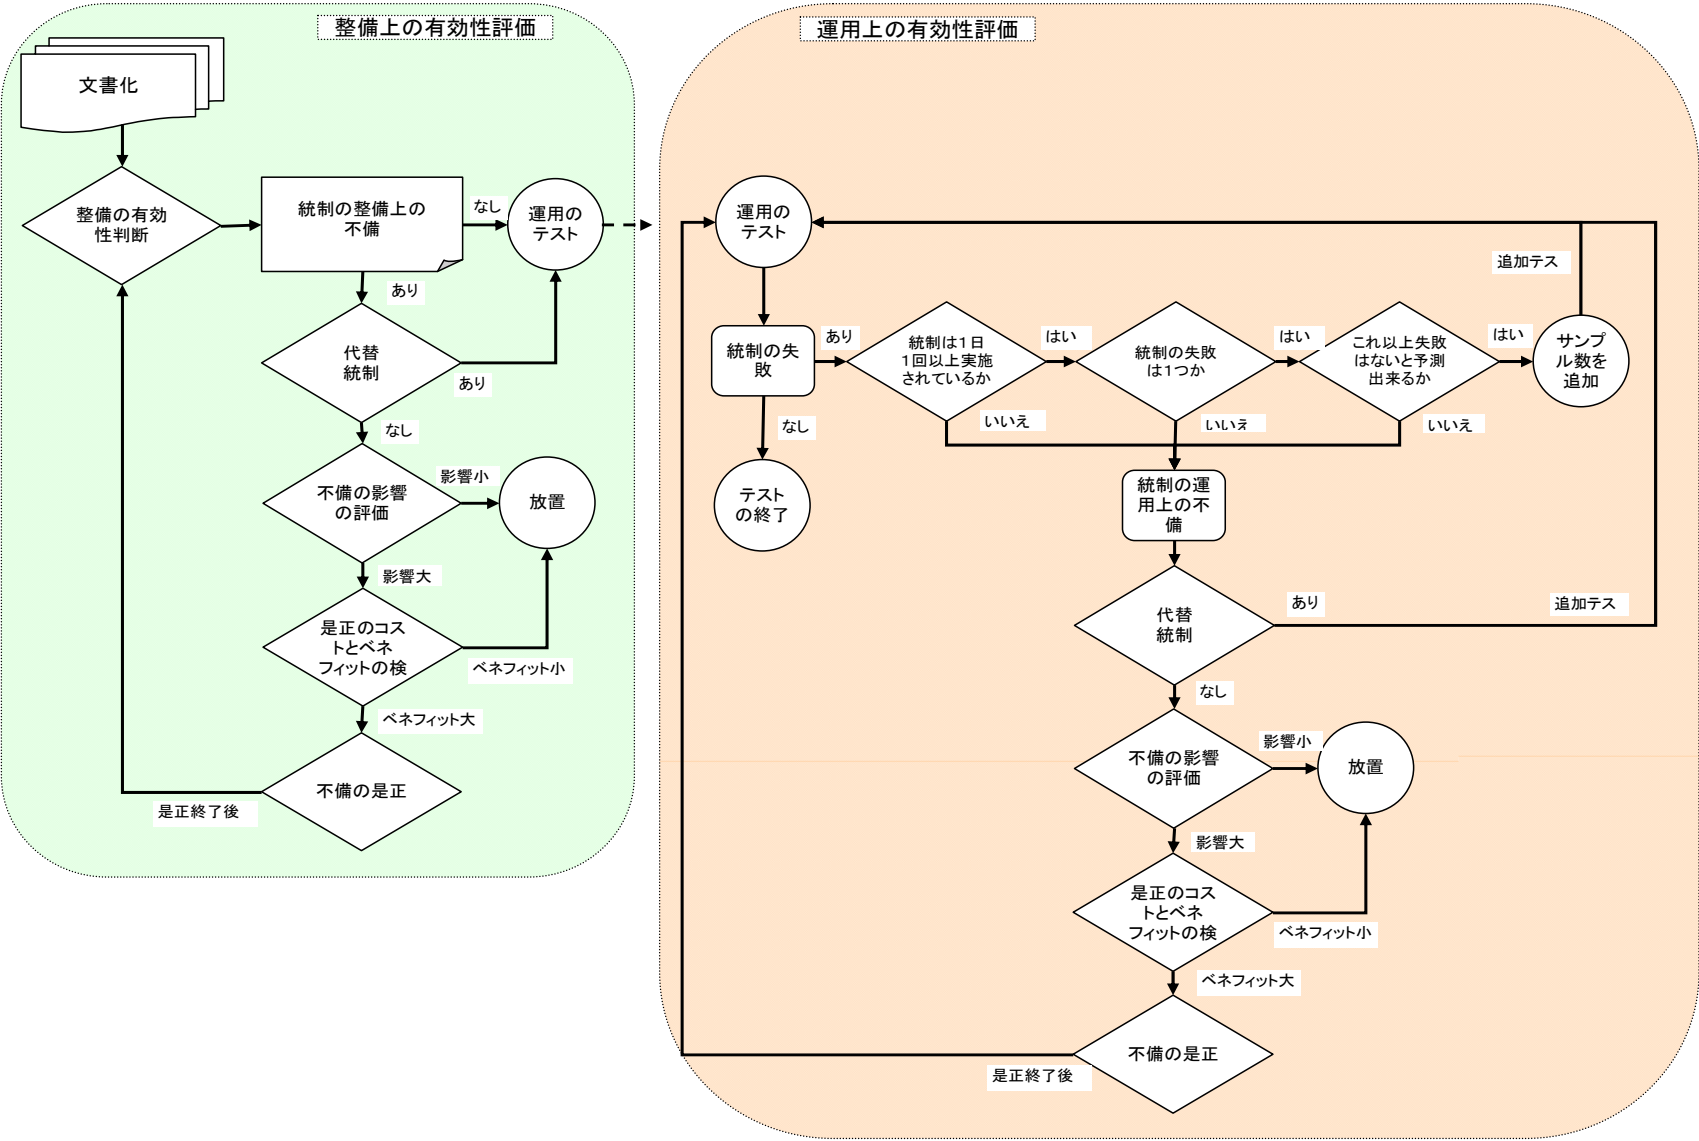 整備上の有効性評価
文書化
整備の有効
性判断
統制の整備上の
不備
なし
運用の
テスト
あり
代替
統制
あり
なし
不備の影響
の評価
影響小
放置
影響大
是正のコス
トとベネ
フィットの検
ベネフィット小
ベネフィット大
不備の是正
是正終了後
運用上の有効性評価
運用の
テスト
統制の失
敗
あり
統制は1日
1回以上実施
されているか
はい
統制の失敗
は1つか
はい
これ以上失敗
はないと予測
出来るか
はい
サンプ
ル数を
追加
追加テス
なし
テスト
の終了
いいえ
いいえ
いいえ
統制の運
用上の不
備
代替
統制
あり
追加テス
なし
不備の影響
の評価
影響小
放置
影響大
是正のコス
トとベネ
フィットの検
ベネフィット小
ベネフィット大
不備の是正
是正終了後